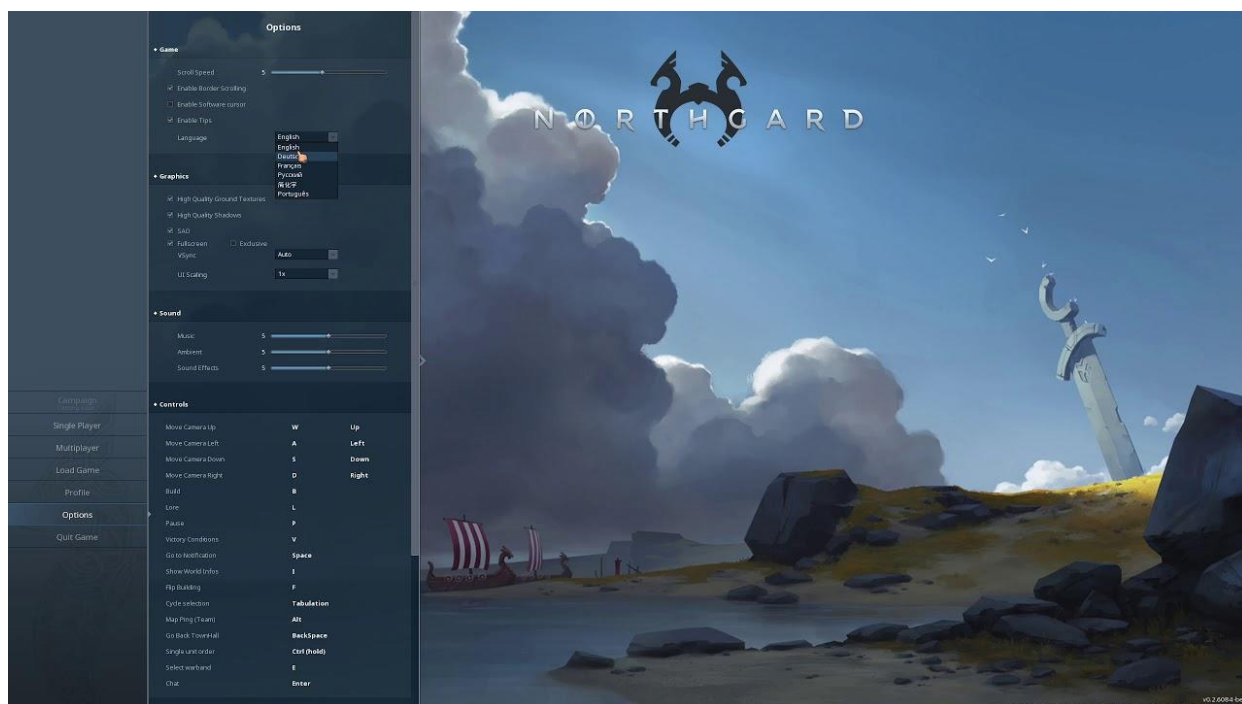 Options
NORTHGARD
• Game
Scroll Speed 5
Enable Border Scrolling
Enable Software cursor
Enable Tips
Language English
English
Deutsch
Français
Русский
简化字
Português
• Graphics
High Quality Ground Textures
High Quality Shadows
SAO
Fullscreen Exclusive
VSync Auto
UI Scaling 1x
• Sound
Music 5
Ambient 5
Sound Effects 5
• Controls
Move Camera Up W Up
Move Camera Left A Left
Move Camera Down S Down
Move Camera Right D Right
Build B
Lore L
Pause P
Victory Conditions V
Go to Notification Space
Show World Infos I
Flip Building F
Cycle selection Tabulation
Map Ping (Team) Alt
Go Back TownHall BackSpace
Single unit order Ctrl (hold)
Select warband E
Chat Enter
Campaign
Single Player
Multiplayer
Load Game
Profile
Options
Quit Game